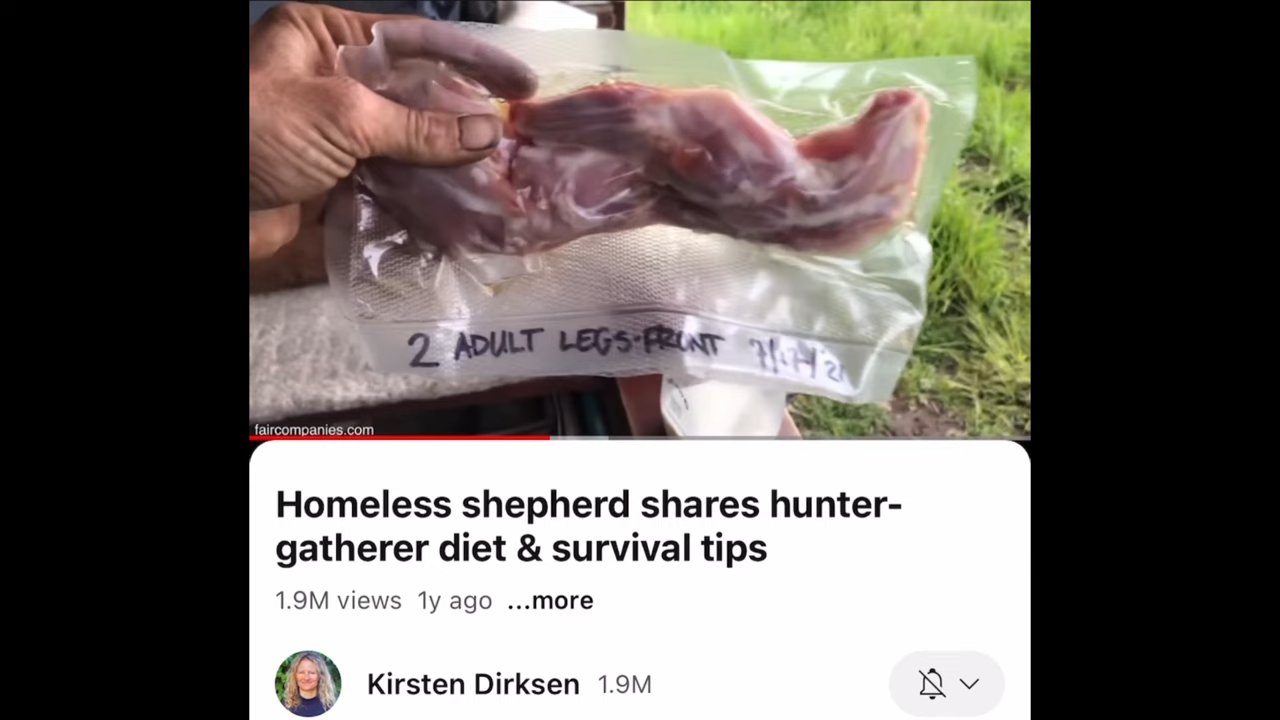 2 ADULT LEGS-FRONT
faircompanies.com
Homeless shepherd shares hunter-
gatherer diet & survival tips
1.9M views 1y ago ...more
Kirsten Dirksen 1.9M